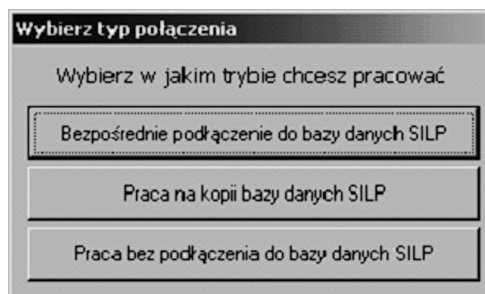 Wybierz typ połączenia
Wybierz w jakim trybie chcesz pracować
Bezpośrednie podłączenie do bazy danych SILP
Praca na kopii bazy danych SILP
Praca bez podłączenia do bazy danych SILP